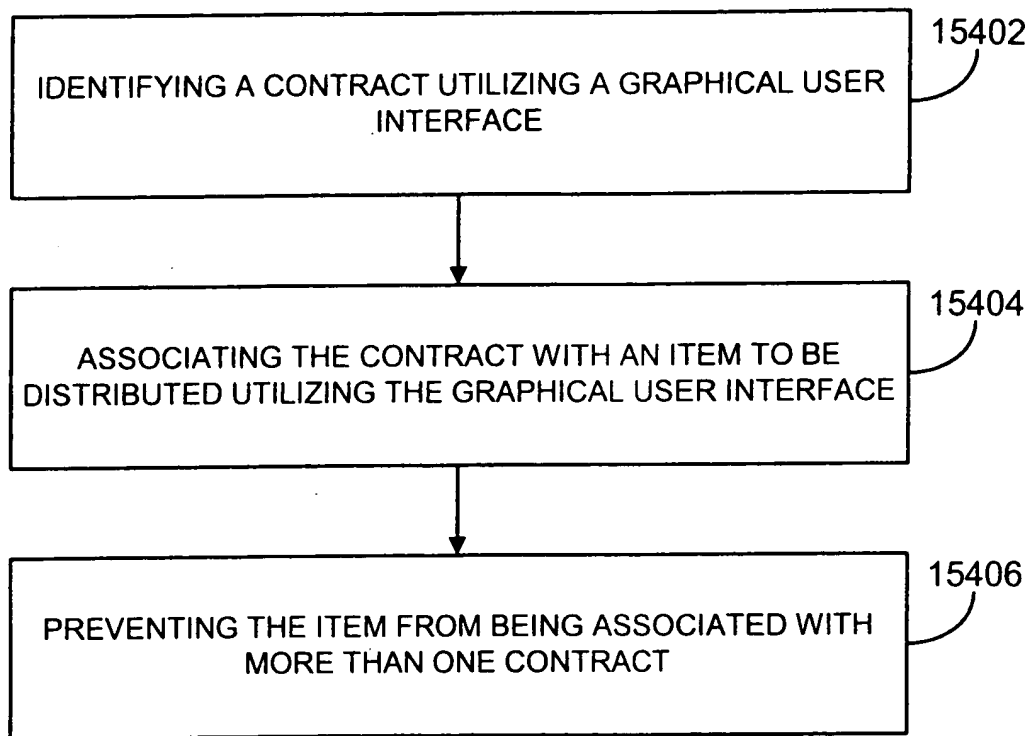 15402
IDENTIFYING A CONTRACT UTILIZING A GRAPHICAL USER
INTERFACE
15404
ASSOCIATING THE CONTRACT WITH AN ITEM TO BE
DISTRIBUTED UTILIZING THE GRAPHICAL USER INTERFACE
15406
PREVENTING THE ITEM FROM BEING ASSOCIATED WITH
MORE THAN ONE CONTRACT